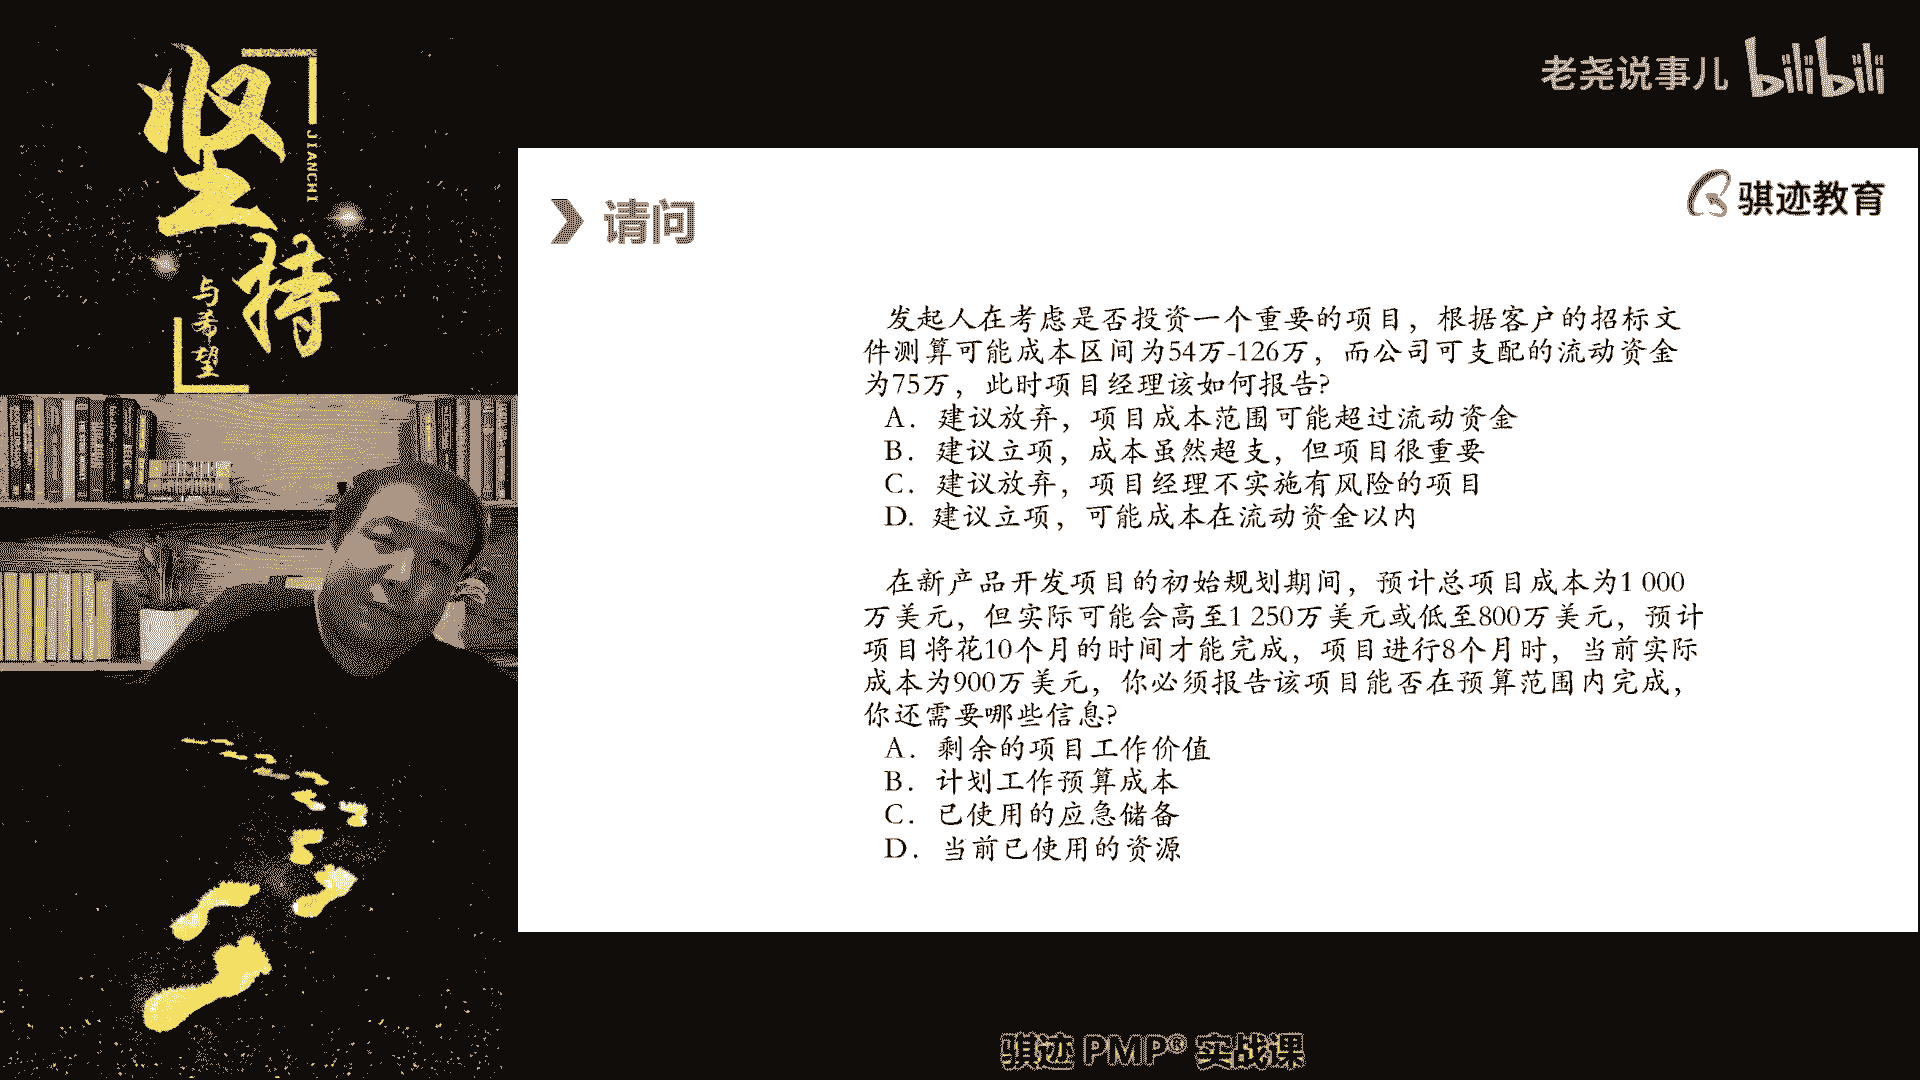 坚持
JIANCHI
与希望
老尧说事儿 bilibili
骐迹教育
请问
发起人在考虑是否投资一个重要的项目，根据客户的招标文
件测算可能成本区间为54万-126万，而公司可支配的流动资金
为75万，此时项目经理该如何报告?
A. 建议放弃，项目成本范围可能超过流动资金
B. 建议立项，成本虽然超支，但项目很重要
C. 建议放弃，项目经理不实施有风险的项目
D. 建议立项，可能成本在流动资金以内
在新产品开发项目的初始规划期间，预计总项目成本为1 000
万美元，但实际可能会高至1 250万美元或低至800万美元，预计
项目将花10个月的时间才能完成，项目进行8个月时，当前实际
成本为900万美元，你必须报告该项目能否在预算范围内完成，
你还需要哪些信息?
A. 剩余的项目工作价值
B. 计划工作预算成本
C. 已使用的应急储备
D. 当前已使用的资源
骐迹 PMP® 实战课